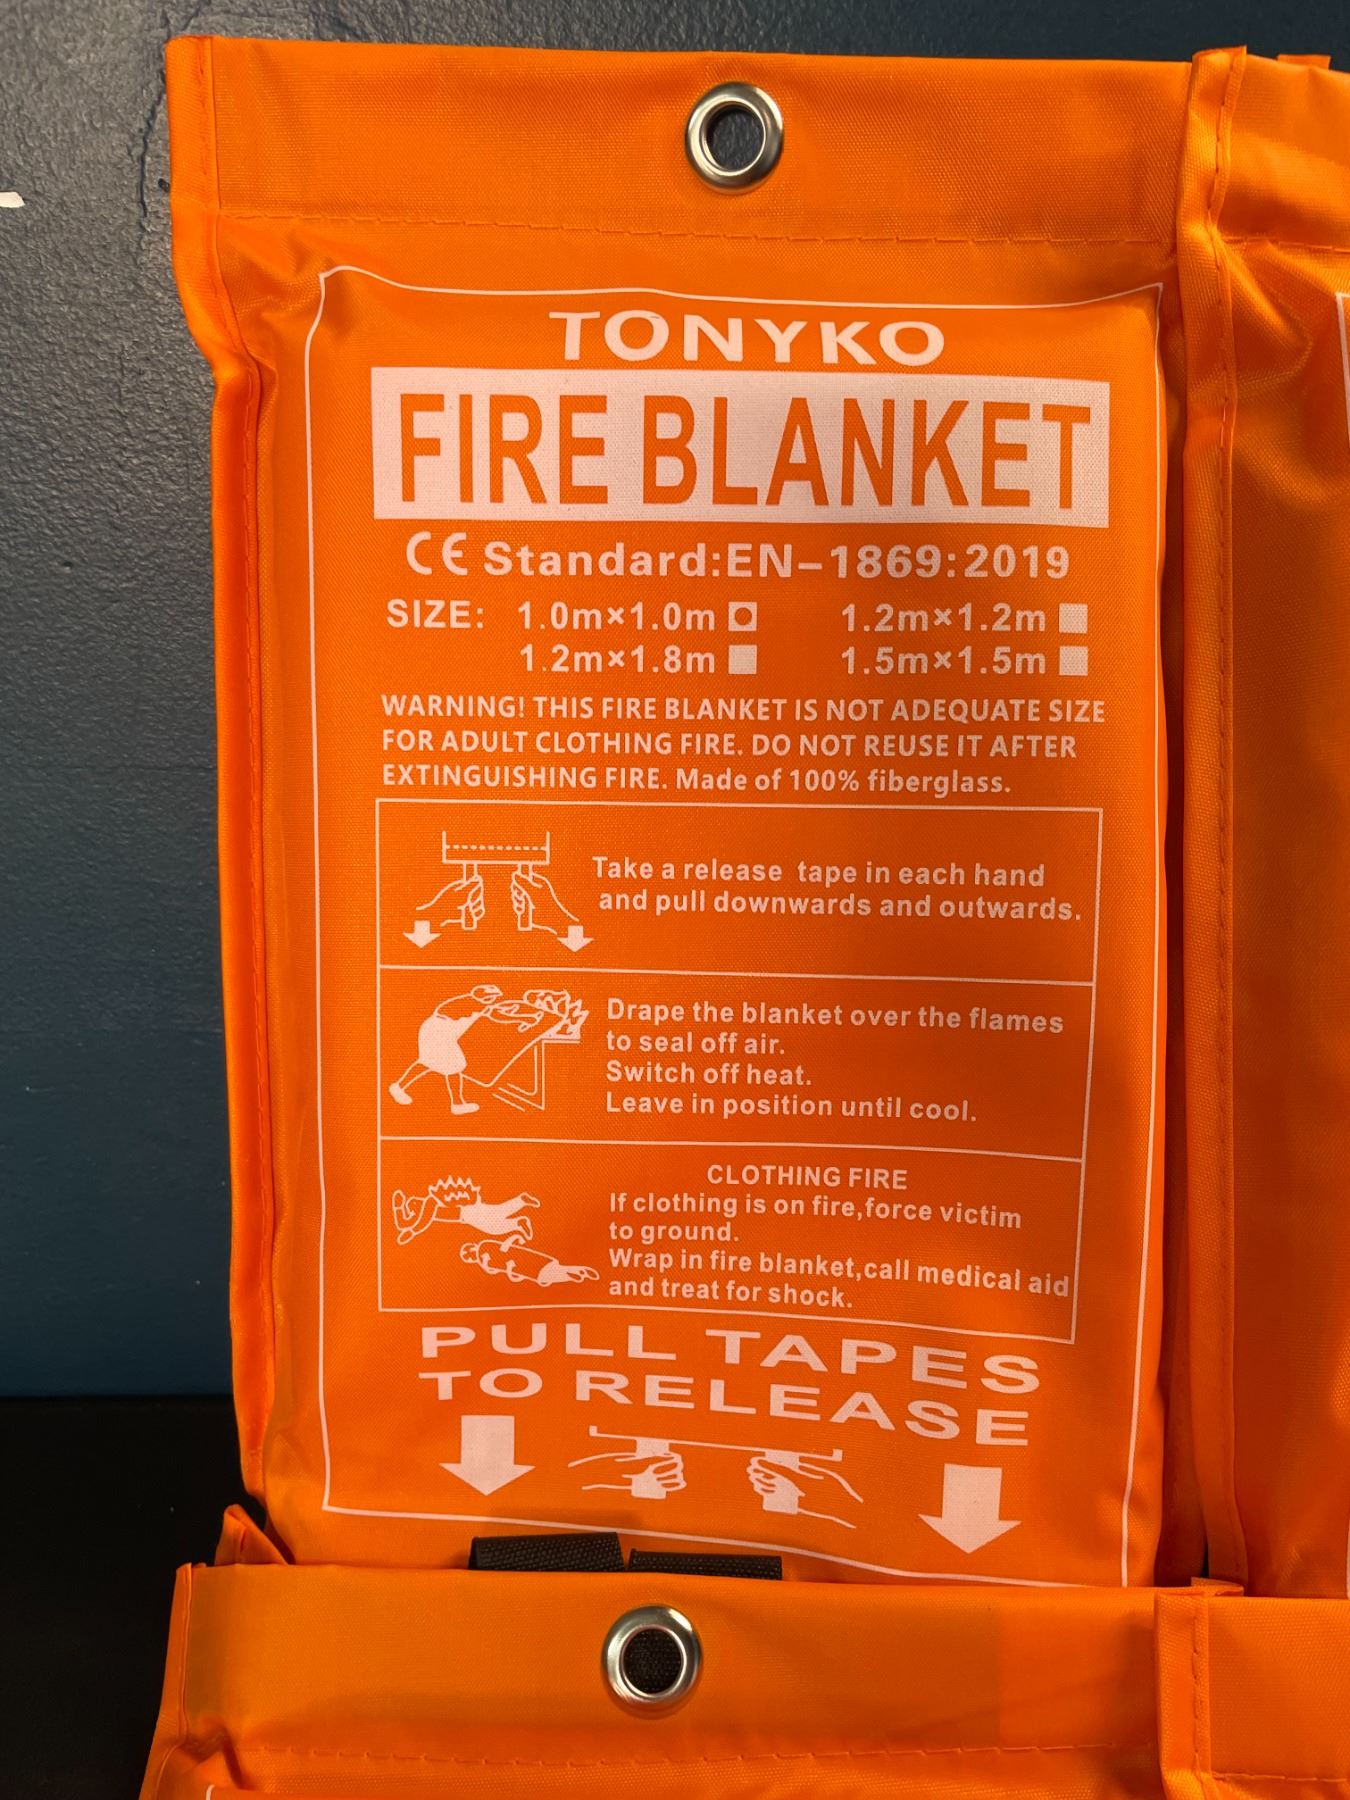 TONYKO
FIRE BLANKET
CE Standard:EN-1869:2019
SIZE: 1.0m×1.0m 1.2m×1.2m
1.2m×1.8m 1.5m×1.5m
WARNING! THIS FIRE BLANKET IS NOT ADEQUATE SIZE
FOR ADULT CLOTHING FIRE. DO NOT REUSE IT AFTER
EXTINGUISHING FIRE. Made of 100% fiberglass.
Take a release tape in each hand
and pull downwards and outwards.
Drape the blanket over the flames
to seal off air.
Switch off heat.
Leave in position until cool.
CLOTHING FIRE
If clothing is on fire,force victim
to ground.
Wrap in fire blanket,call medical aid
and treat for shock.
PULL TAPES
TO RELEASE